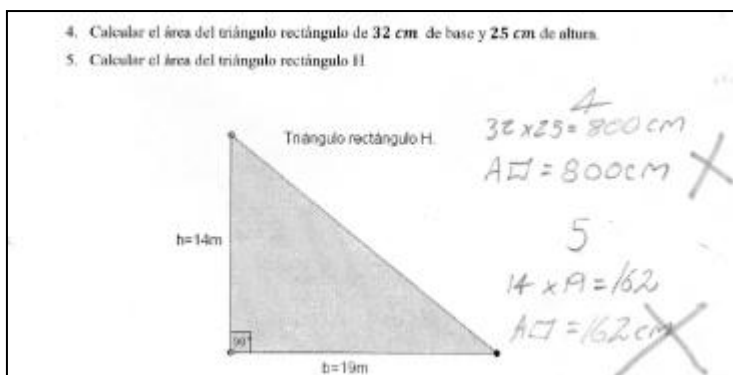 4. Calcular el área del triángulo rectángulo de 32 cm de base y 25 cm de altura.
5. Calcular el área del triángulo rectángulo H
Triángulo rectángulo H.
h=14m
90°
b=19m
4
32 x 25 = 800 cm
A▭ = 800cm
5
14 x 19 = 162
A▭ = 162 cm